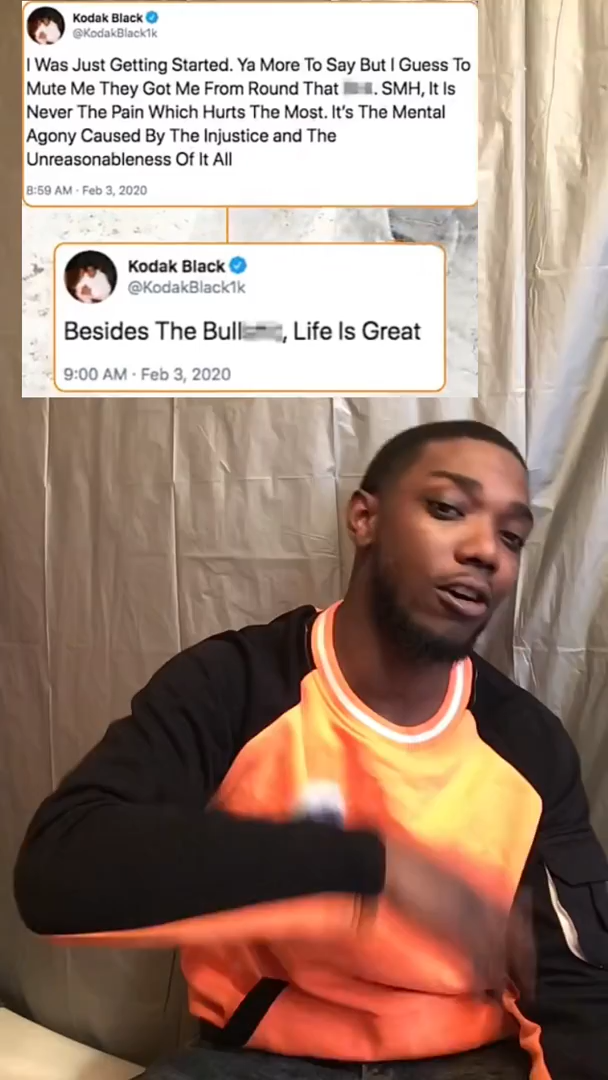 Kodak Black
@KodakBlack1k
I Was Just Getting Started. Ya More To Say But I Guess To
Mute Me They Got Me From Round That . SMH, It Is
Never The Pain Which Hurts The Most. It's The Mental
Agony Caused By The Injustice and The
Unreasonableness Of It All
8:59 AM · Feb 3, 2020
Kodak Black
@KodakBlack1k
Besides The Bull, Life Is Great
9:00 AM · Feb 3, 2020